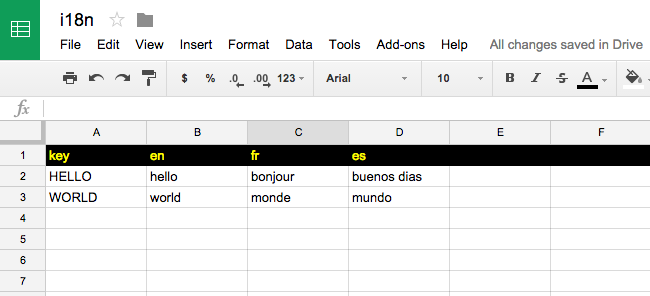 i18n
File Edit View Insert Format Data Tools Add-ons Help All changes saved in Drive
$ % .0 .00 123 Arial 10 B I S A
fx
A B C D E F
1 key en fr es
2 HELLO hello bonjour buenos dias
3 WORLD world monde mundo
4
5
6
7